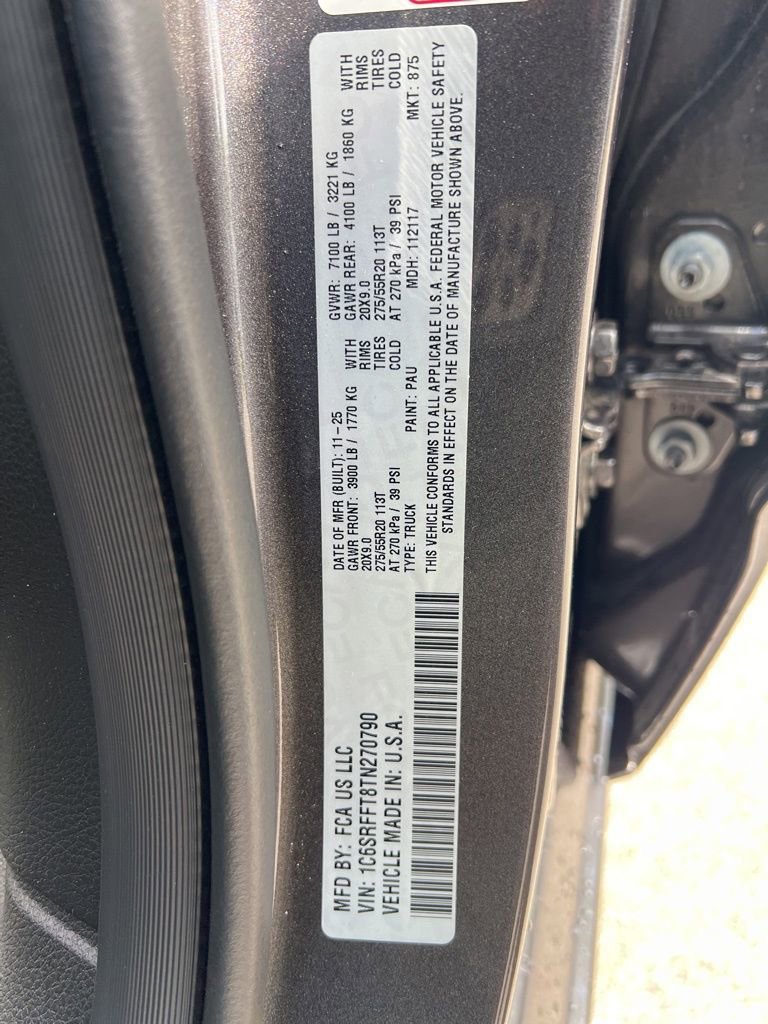 MFD BY: FCA US LLC
VIN: 1C6SRFFT8TN270790
VEHICLE MADE IN: U.S.A.
DATE OF MFR (BUILT): 11-25 GVWR: 7100 LB / 3221 KG
GAWR FRONT: 3900 LB / 1770 KG WITH GAWR REAR: 4100 LB / 1860 KG WITH
20X9.0 RIMS 20X9.0 RIMS
275/55R20 113T TIRES 275/55R20 113T TIRES
AT 270 kPa / 39 PSI COLD AT 270 kPa / 39 PSI COLD
TYPE: TRUCK PAINT: PAU MDH: 112117 MKT: 875
THIS VEHICLE CONFORMS TO ALL APPLICABLE U.S.A. FEDERAL MOTOR VEHICLE SAFETY
STANDARDS IN EFFECT ON THE DATE OF MANUFACTURE SHOWN ABOVE.